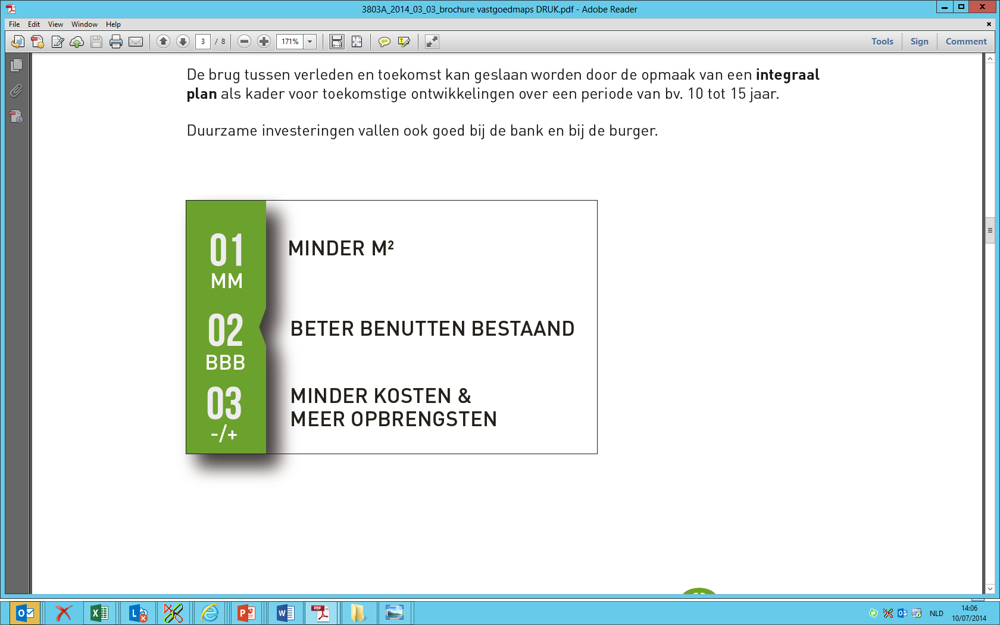 3803A_2014_03_03_brochure vastgoedmaps DRUK.pdf - Adobe Reader
File Edit View Window Help
3 / 8 171% Tools Sign Comment
De brug tussen verleden en toekomst kan geslaan worden door de opmaak van een integraal
plan als kader voor toekomstige ontwikkelingen over een periode van bv. 10 tot 15 jaar.
Duurzame investeringen vallen ook goed bij de bank en bij de burger.
01
MM
MINDER M²
02
BBB
BETER BENUTTEN BESTAAND
03
-/+
MINDER KOSTEN &
MEER OPBRENGSTEN
NLD
14:06
10/07/2014